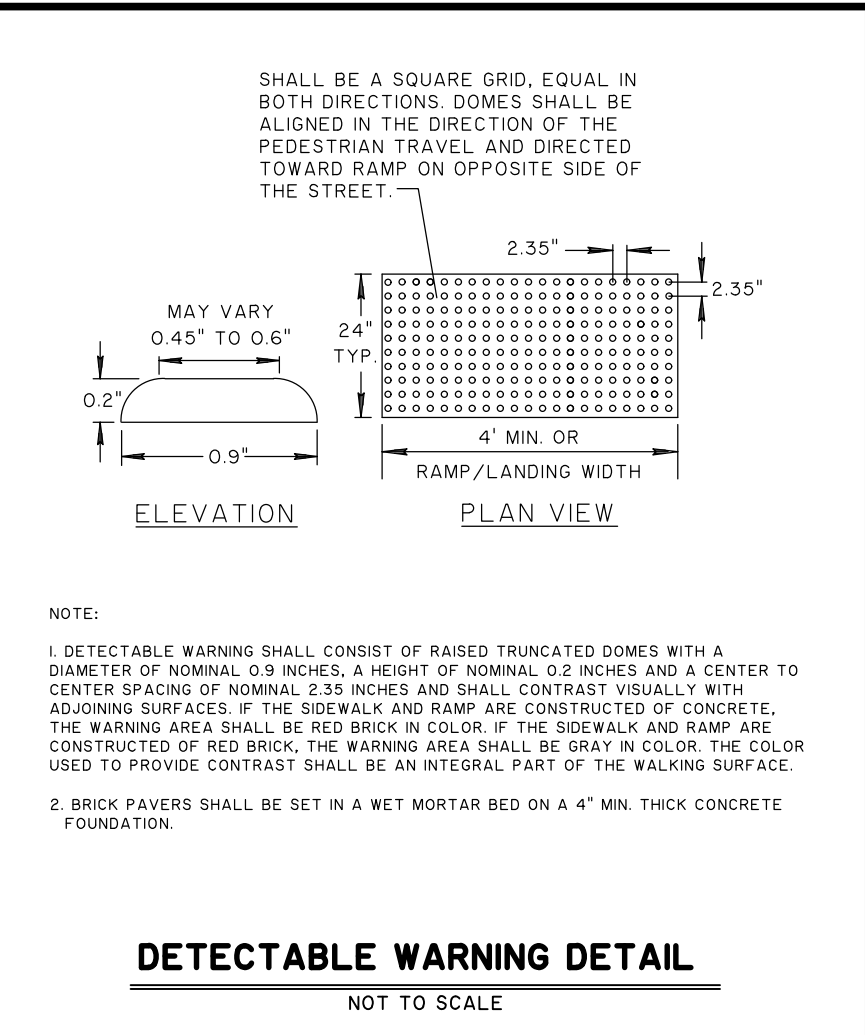 SHALL BE A SQUARE GRID, EQUAL IN
BOTH DIRECTIONS. DOMES SHALL BE
ALIGNED IN THE DIRECTION OF THE
PEDESTRIAN TRAVEL AND DIRECTED
TOWARD RAMP ON OPPOSITE SIDE OF
THE STREET.
2.35"
2.35"
MAY VARY
0.45" TO 0.6"
24"
TYP.
0.2"
0.9"
4' MIN. OR
RAMP/LANDING WIDTH
ELEVATION
PLAN VIEW
NOTE:
1. DETECTABLE WARNING SHALL CONSIST OF RAISED TRUNCATED DOMES WITH A
DIAMETER OF NOMINAL 0.9 INCHES, A HEIGHT OF NOMINAL 0.2 INCHES AND A CENTER TO
CENTER SPACING OF NOMINAL 2.35 INCHES AND SHALL CONTRAST VISUALLY WITH
ADJOINING SURFACES. IF THE SIDEWALK AND RAMP ARE CONSTRUCTED OF CONCRETE,
THE WARNING AREA SHALL BE RED BRICK IN COLOR. IF THE SIDEWALK AND RAMP ARE
CONSTRUCTED OF RED BRICK, THE WARNING AREA SHALL BE GRAY IN COLOR. THE COLOR
USED TO PROVIDE CONTRAST SHALL BE AN INTEGRAL PART OF THE WALKING SURFACE.
2. BRICK PAVERS SHALL BE SET IN A WET MORTAR BED ON A 4" MIN. THICK CONCRETE
FOUNDATION.
DETECTABLE WARNING DETAIL
NOT TO SCALE